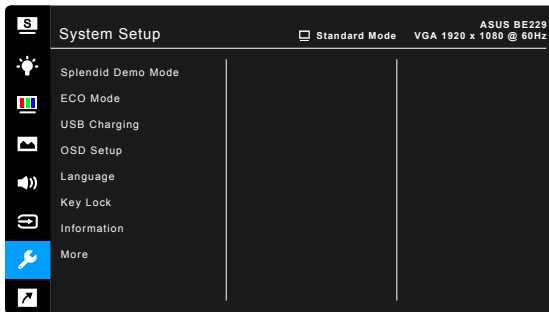 S
System Setup
Standard Mode
ASUS BE229
VGA 1920 x 1080 @ 60Hz
Splendid Demo Mode
ECO Mode
USB Charging
OSD Setup
Language
Key Lock
Information
More